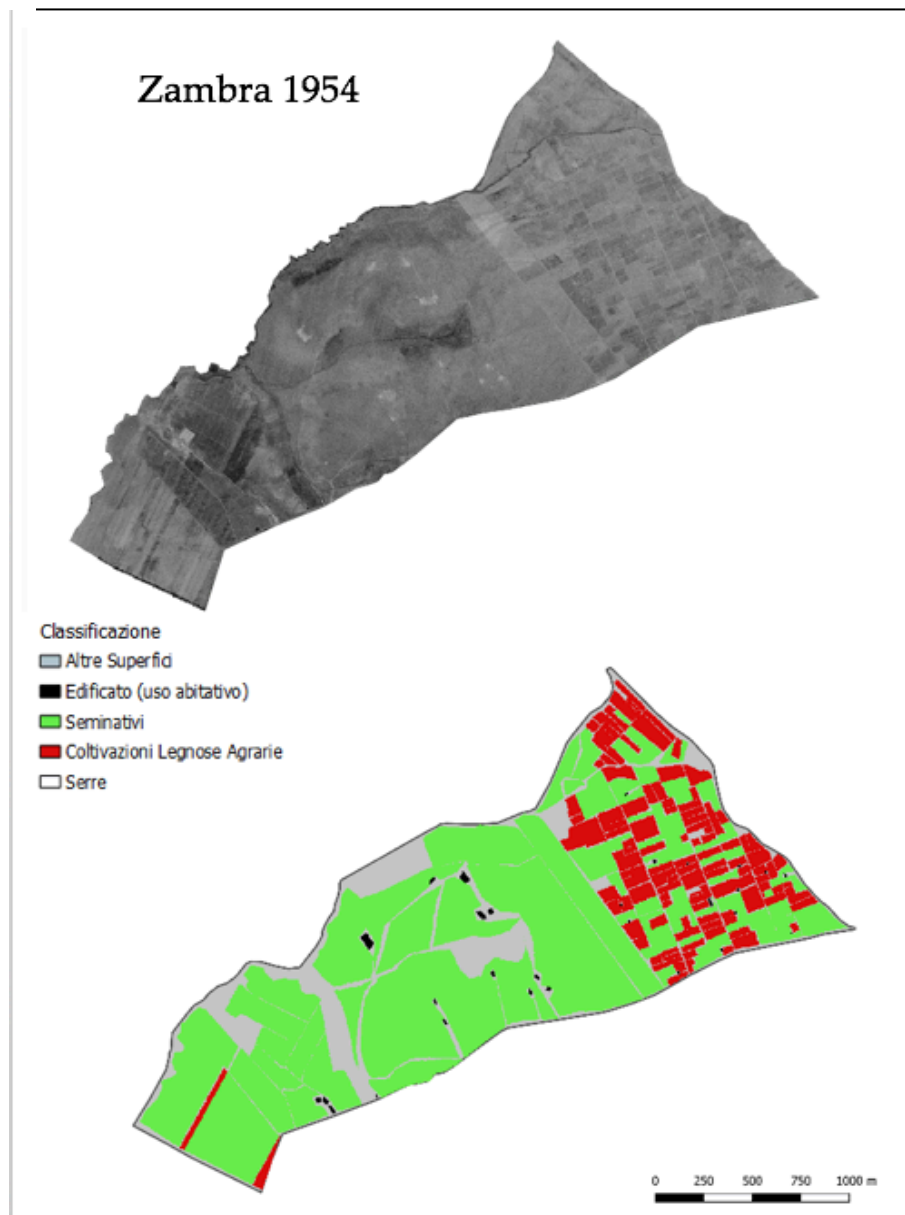 Zambra 1954
Classificazione
Altre Superfici
Edificato (uso abitativo)
Seminativi
Coltivazioni Legnose Agrarie
Serre
0 250 500 750 1000 m